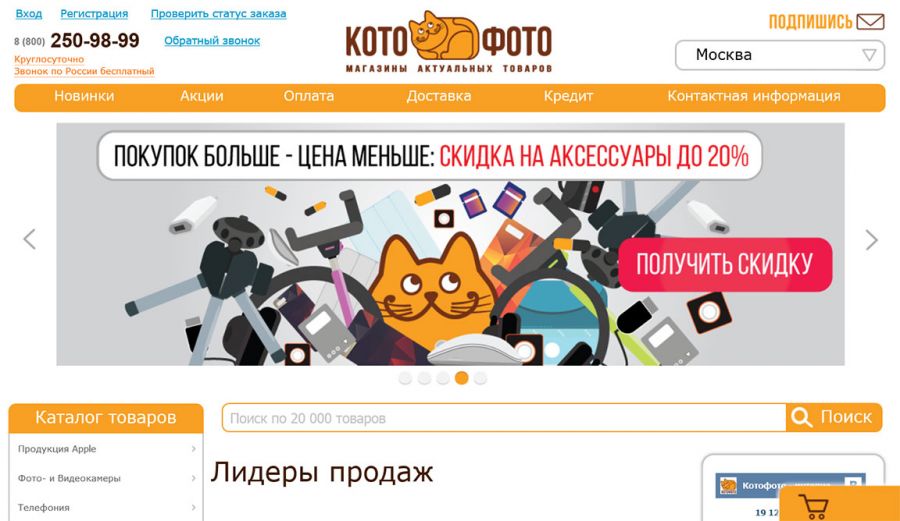 Вход Регистрация Проверить статус заказа
8 (800) 250-98-99 Обратный звонок
Круглосуточно
Звонок по России бесплатный
КОТО ФОТО
МАГАЗИНЫ АКТУАЛЬНЫХ ТОВАРОВ
ПОДПИШИСЬ
Москва
Новинки Акции Оплата Доставка Кредит Контактная информация
ПОКУПОК БОЛЬШЕ - ЦЕНА МЕНЬШЕ: СКИДКА НА АКСЕССУАРЫ ДО 20%
ПОЛУЧИТЬ СКИДКУ
Каталог товаров
Поиск по 20 000 товаров Поиск
Продукция Apple
Фото- и Видеокамеры
Телефония
Лидеры продаж
Котофото
19 12